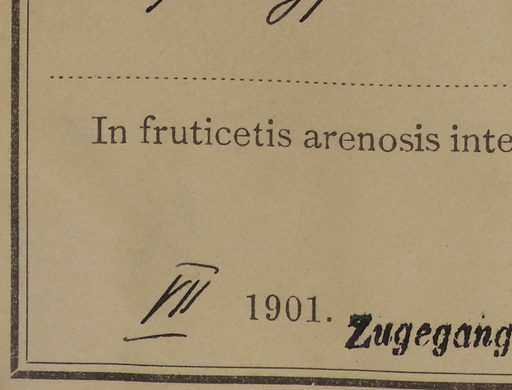 In fruticetis arenosis inte
VII 1901. Zugegang